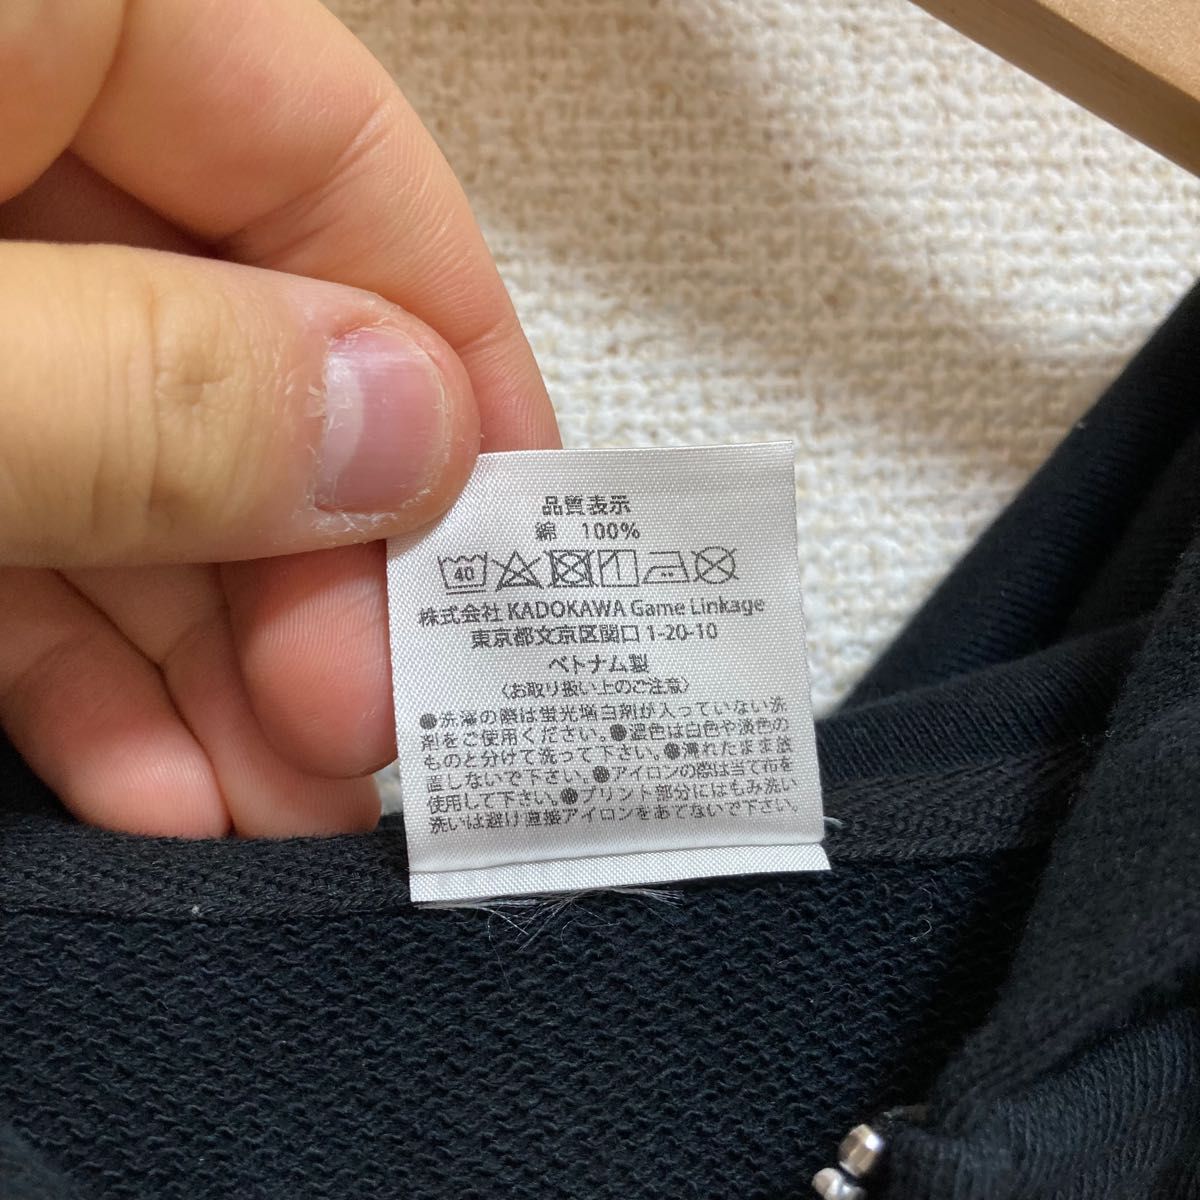 品質表示
綿 100%
40
株式会社 KADOKAWA Game Linkage
東京都文京区関口 1-20-10
ベトナム製
〈お取り扱い上のご注意〉
●洗濯の際は蛍光増白剤が入っていない洗
剤をご使用ください。●濃色は白色や淡色の
ものと分けて洗って下さい。●濡れたまま放
置しないで下さい。●アイロンの際は当て布を
使用して下さい。●プリント部分にはもみ洗い
洗いは避け直接アイロンをあてないで下さい。